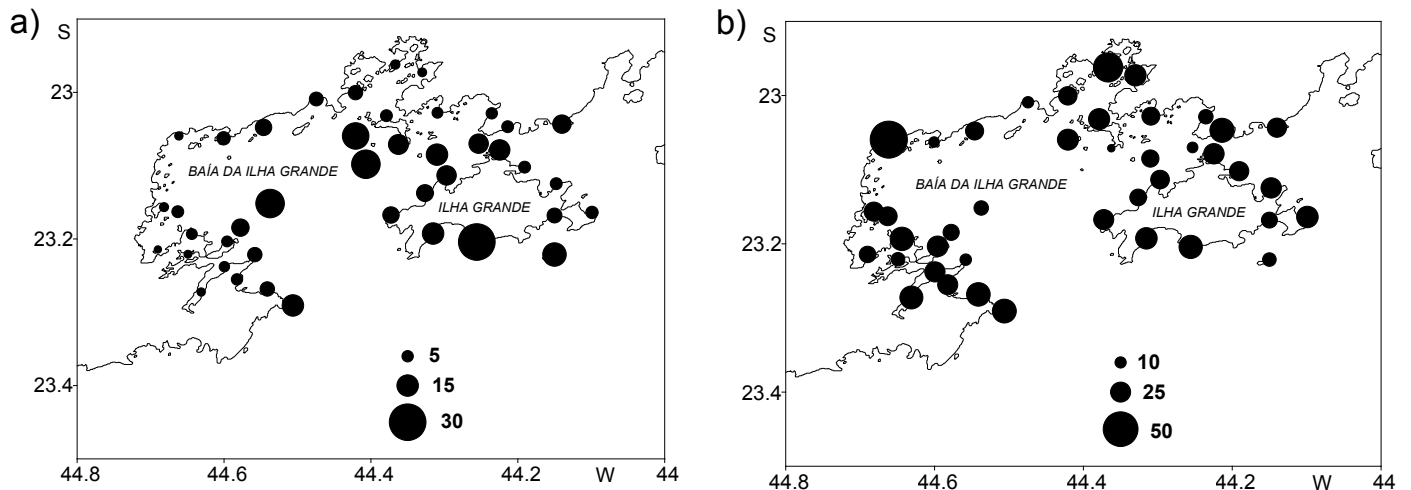 a)
S
23
BAÍA DA ILHA GRANDE
ILHA GRANDE
23.2
5
15
23.4
30
44.8
44.6
44.4
44.2
W
44
b)
S
23
BAÍA DA ILHA GRANDE
ILHA GRANDE
23.2
10
25
23.4
50
44.8
44.6
44.4
44.2
W
44